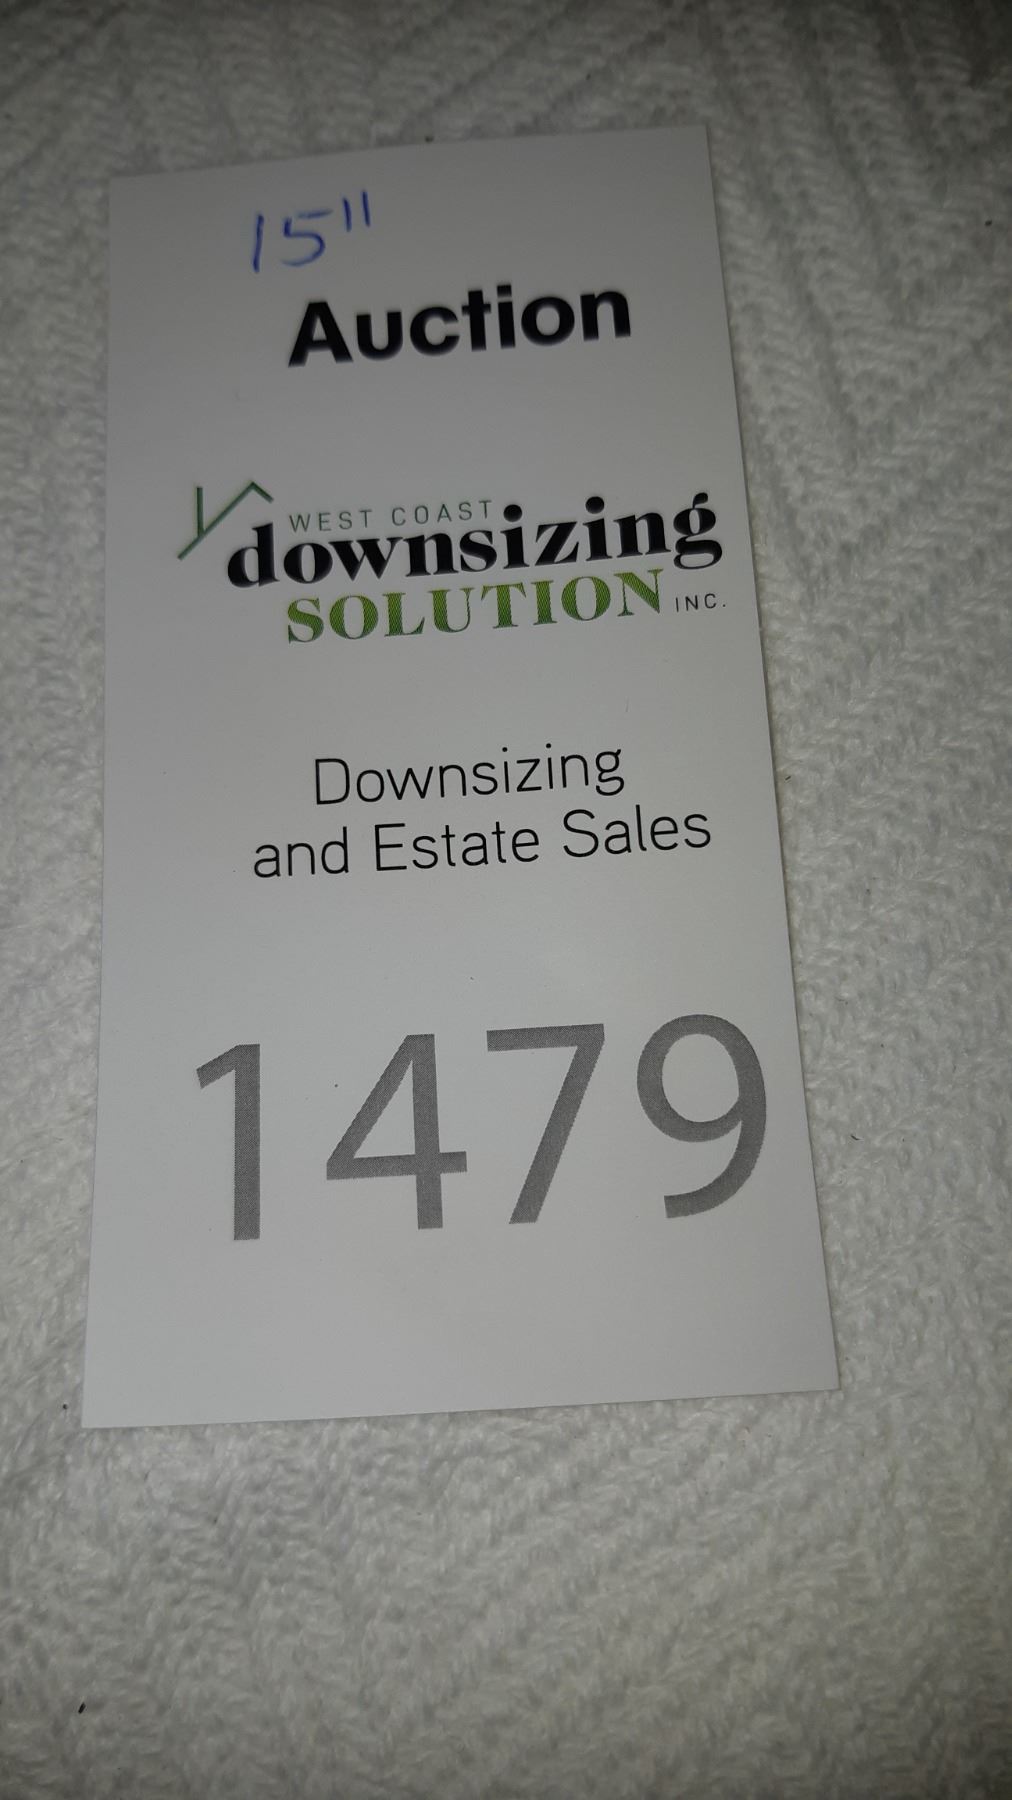 15"
Auction
WEST COAST
downsizing
SOLUTION INC.
Downsizing
and Estate Sales
1479